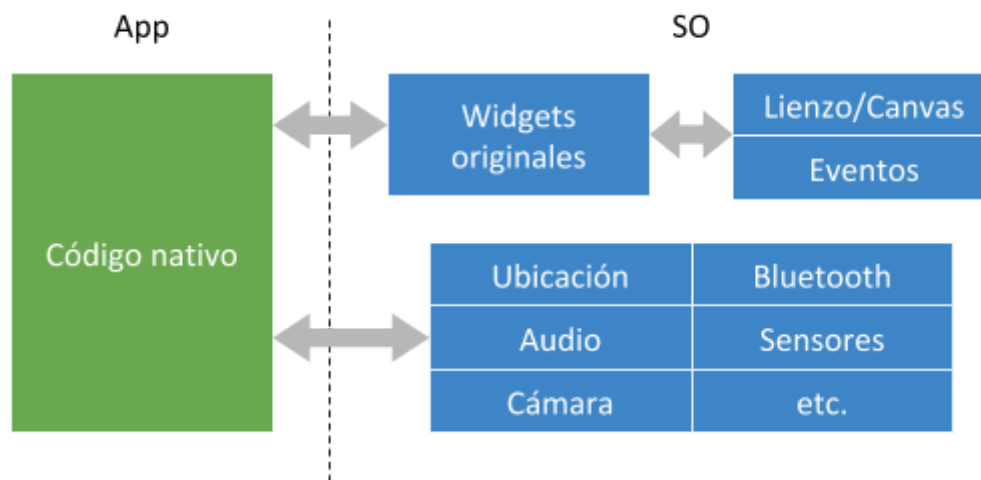 App
SO
Código nativo
Widgets
originales
Lienzo/Canvas
Eventos
Ubicación
Bluetooth
Audio
Sensores
Cámara
etc.